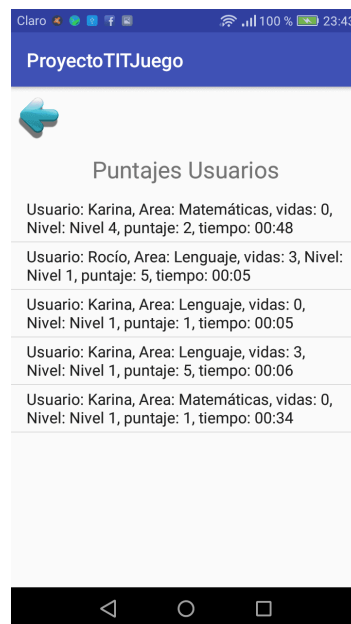 Claro 100 % 23:43
ProyectoTITJuego
Puntajes Usuarios
Usuario: Karina, Area: Matemáticas, vidas: 0,
Nivel: Nivel 4, puntaje: 2, tiempo: 00:48
Usuario: Rocío, Area: Lenguaje, vidas: 3, Nivel:
Nivel 1, puntaje: 5, tiempo: 00:05
Usuario: Karina, Area: Lenguaje, vidas: 0,
Nivel: Nivel 1, puntaje: 1, tiempo: 00:05
Usuario: Karina, Area: Lenguaje, vidas: 3,
Nivel: Nivel 1, puntaje: 5, tiempo: 00:06
Usuario: Karina, Area: Matemáticas, vidas: 0,
Nivel: Nivel 1, puntaje: 1, tiempo: 00:34